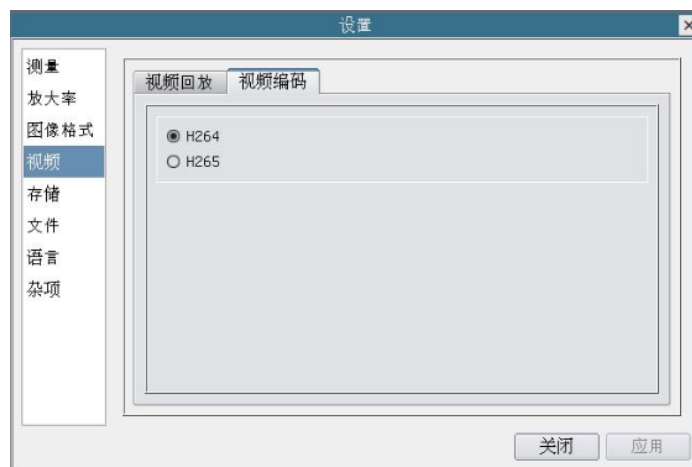 设置
测量
放大率
图像格式
视频
存储
文件
语言
杂项
视频回放
视频编码
H264
H265
关闭
应用